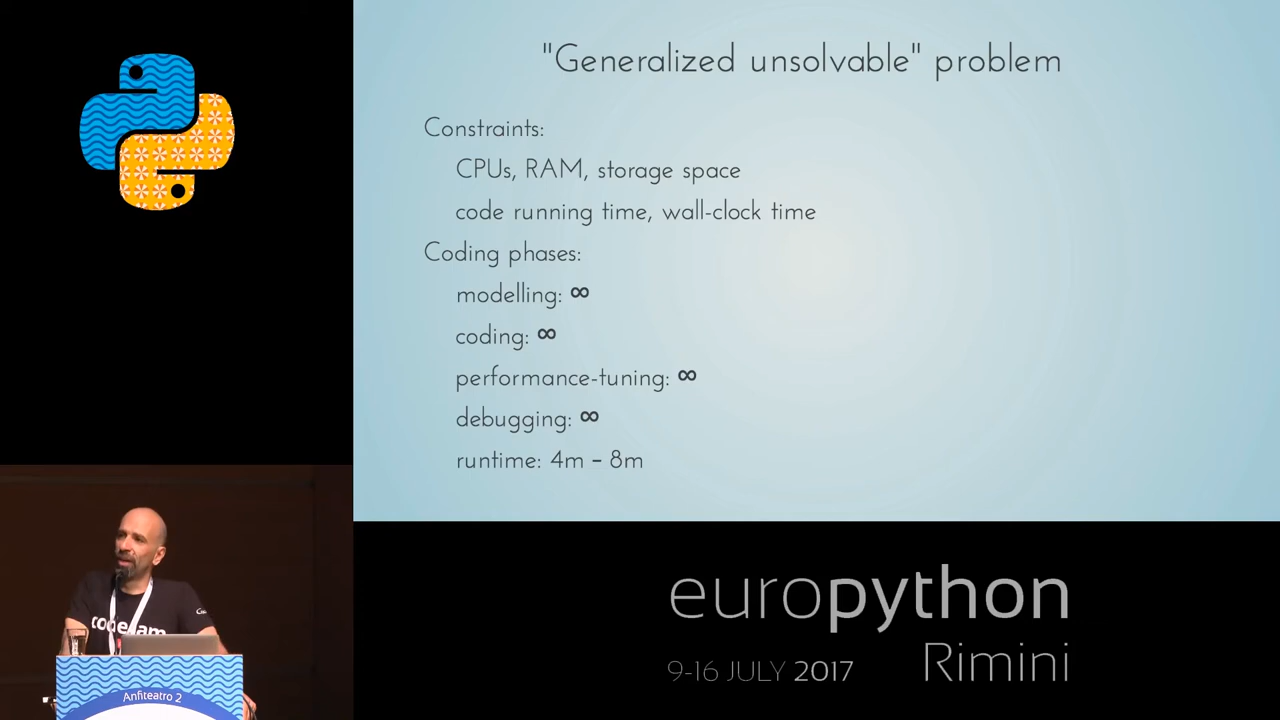 "Generalized unsolvable" problem
Constraints:
CPUs, RAM, storage space
code running time, wall-clock time
Coding phases:
modelling: ∞
coding: ∞
performance-tuning: ∞
debugging: ∞
runtime: 4m – 8m
Anfiteatro 2
europython
9-16 JULY 2017
Rimini